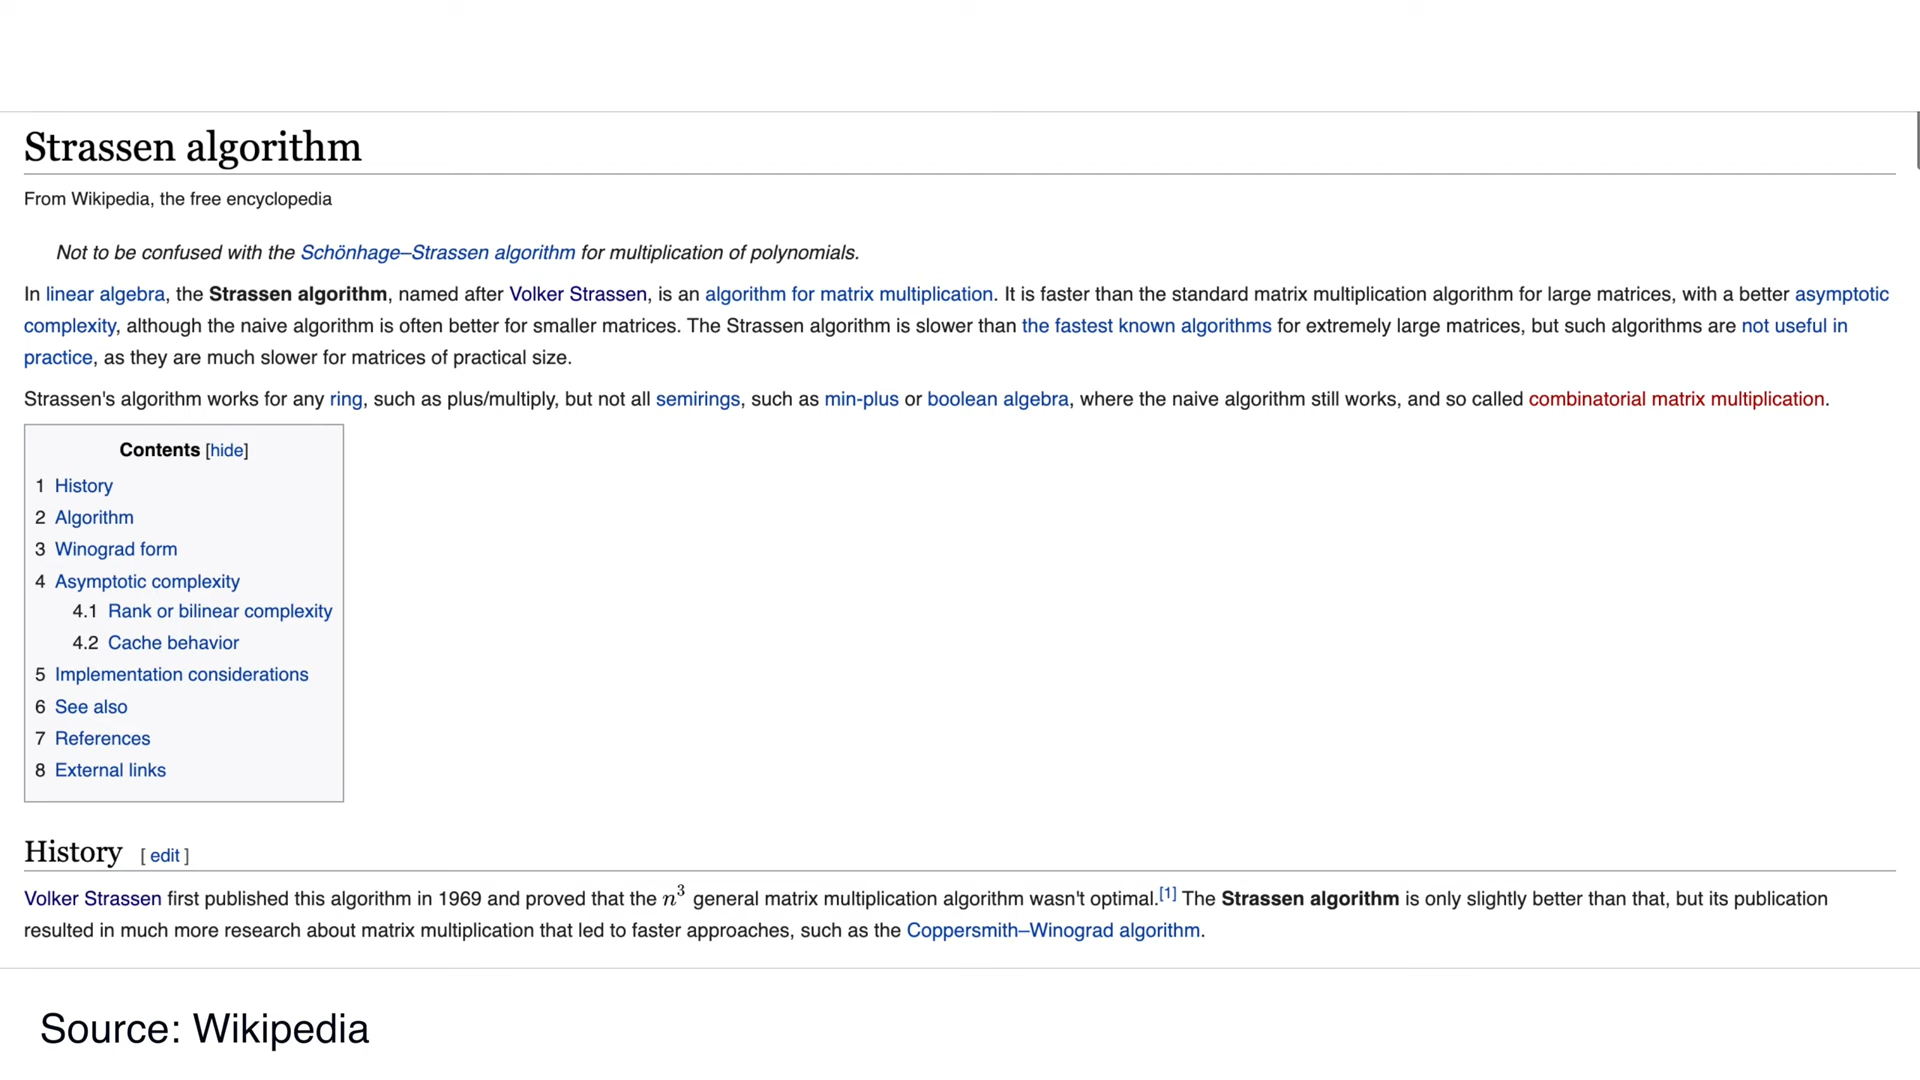 Strassen algorithm
From Wikipedia, the free encyclopedia
Not to be confused with the Schönhage–Strassen algorithm for multiplication of polynomials.
In linear algebra, the Strassen algorithm, named after Volker Strassen, is an algorithm for matrix multiplication. It is faster than the standard matrix multiplication algorithm for large matrices, with a better asymptotic
complexity, although the naive algorithm is often better for smaller matrices. The Strassen algorithm is slower than the fastest known algorithms for extremely large matrices, but such algorithms are not useful in
practice, as they are much slower for matrices of practical size.
Strassen's algorithm works for any ring, such as plus/multiply, but not all semirings, such as min-plus or boolean algebra, where the naive algorithm still works, and so called combinatorial matrix multiplication.
Contents [hide]
1 History
2 Algorithm
3 Winograd form
4 Asymptotic complexity
4.1 Rank or bilinear complexity
4.2 Cache behavior
5 Implementation considerations
6 See also
7 References
8 External links
History [ edit ]
Volker Strassen first published this algorithm in 1969 and proved that the n³ general matrix multiplication algorithm wasn't optimal.[1] The Strassen algorithm is only slightly better than that, but its publication
resulted in much more research about matrix multiplication that led to faster approaches, such as the Coppersmith–Winograd algorithm.
Source: Wikipedia